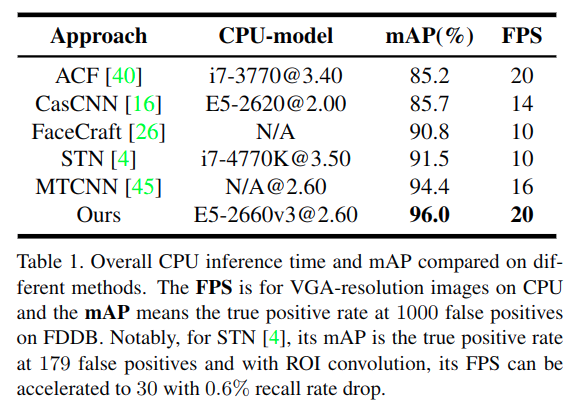 Approach CPU-model mAP(%) FPS
ACF [40] i7-3770@3.40 85.2 20
CasCNN [16] E5-2620@2.00 85.7 14
FaceCraft [26] N/A 90.8 10
STN [4] i7-4770K@3.50 91.5 10
MTCNN [45] N/A@2.60 94.4 16
Ours E5-2660v3@2.60 96.0 20
Table 1. Overall CPU inference time and mAP compared on dif-
ferent methods. The FPS is for VGA-resolution images on CPU
and the mAP means the true positive rate at 1000 false positives
on FDDB. Notably, for STN [4], its mAP is the true positive rate
at 179 false positives and with ROI convolution, its FPS can be
accelerated to 30 with 0.6% recall rate drop.